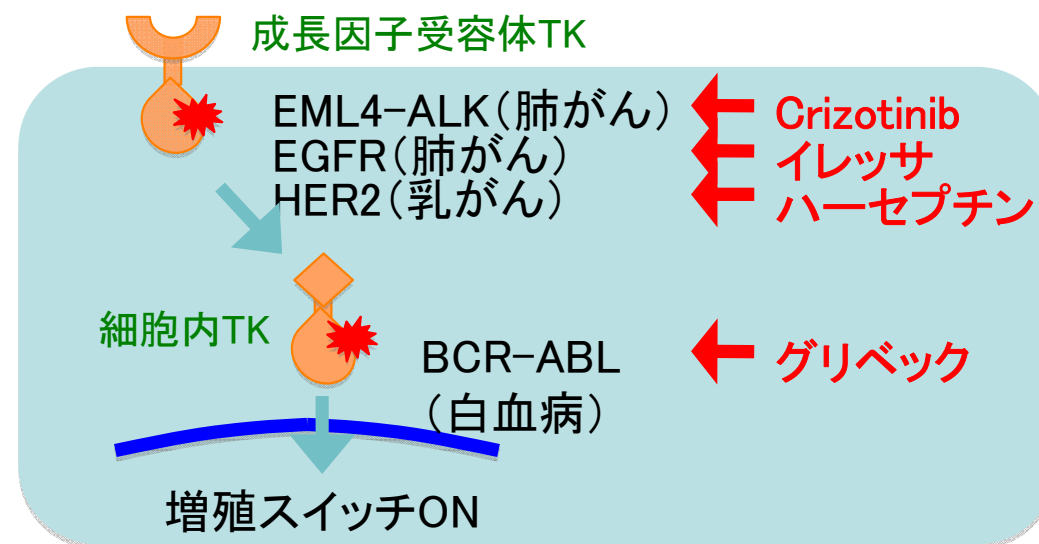 成長因子受容体TK
EML4-ALK(肺がん) Crizotinib
EGFR(肺がん) イレッサ
HER2(乳がん) ハーセプチン
細胞内TK
BCR-ABL グリベック
(白血病)
増殖スイッチON